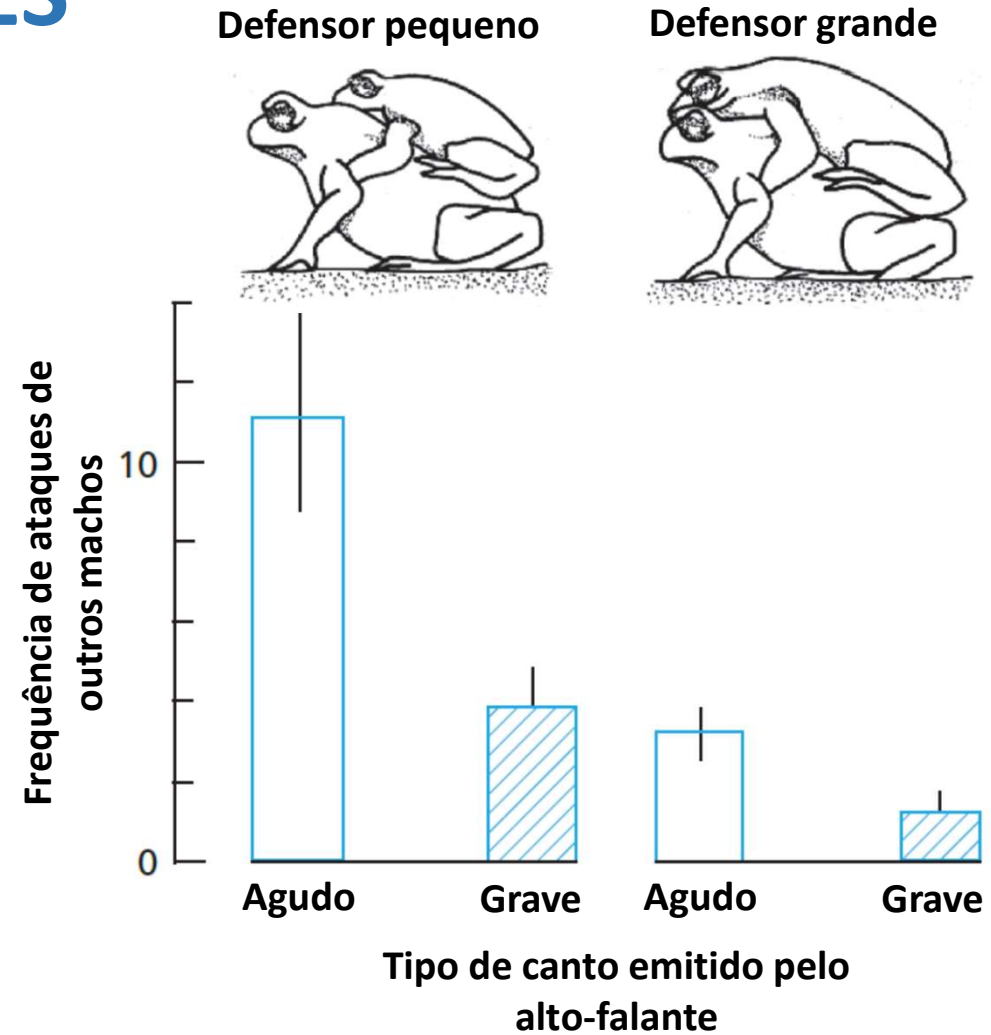 ES
Defensor pequeno
Defensor grande
Frequência de ataques de
outros machos
10
0
Agudo
Grave
Agudo
Grave
Tipo de canto emitido pelo
alto-falante